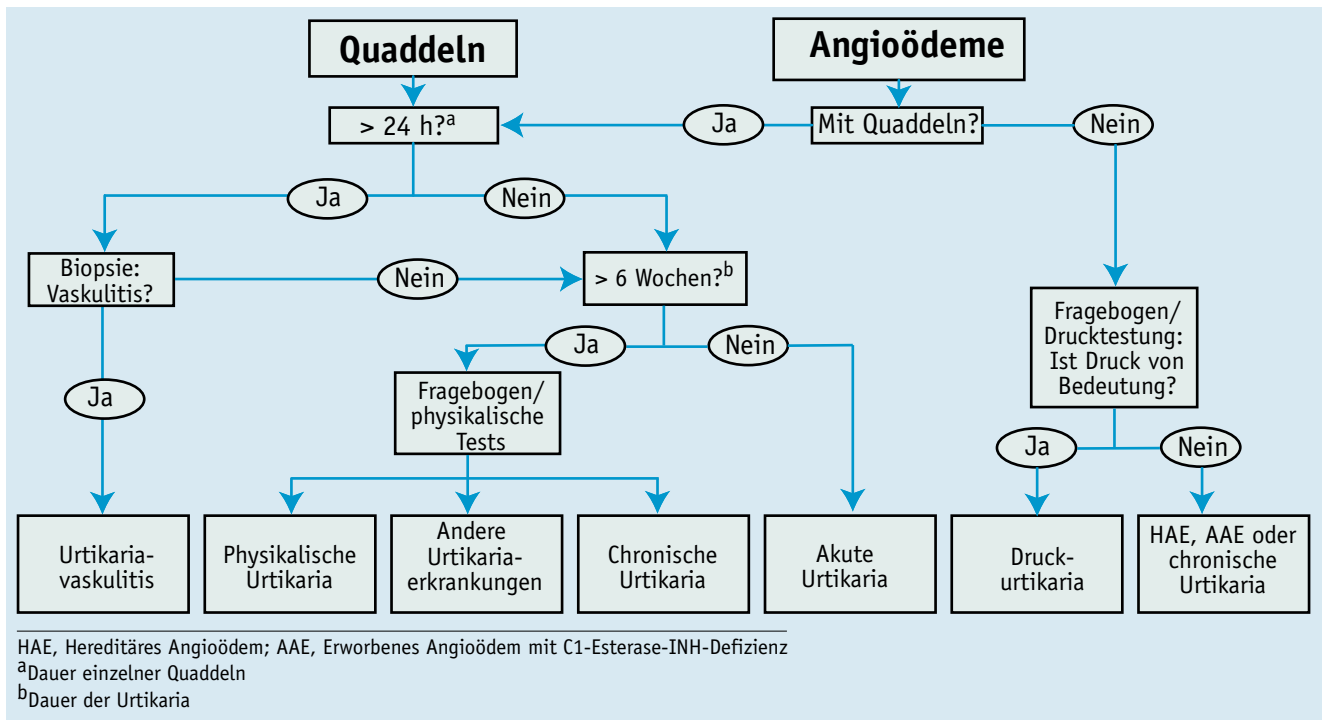 Quaddeln
Angioödeme
> 24 h?a
Ja
Mit Quaddeln?
Nein
Ja
Nein
Biopsie:
Vaskulitis?
Nein
> 6 Wochen?b
Fragebogen/
Drucktestung:
Ist Druck von
Bedeutung?
Ja
Nein
Ja
Fragebogen/
physikalische
Tests
Ja
Nein
Urtikaria-
vaskulitis
Physikalische
Urtikaria
Andere
Urtikaria-
erkrankungen
Chronische
Urtikaria
Akute
Urtikaria
Druck-
urtikaria
HAE, AAE oder
chronische
Urtikaria
HAE, Hereditäres Angioödem; AAE, Erworbenes Angioödem mit C1-Esterase-INH-Defizienz
aDauer einzelner Quaddeln
bDauer der Urtikaria